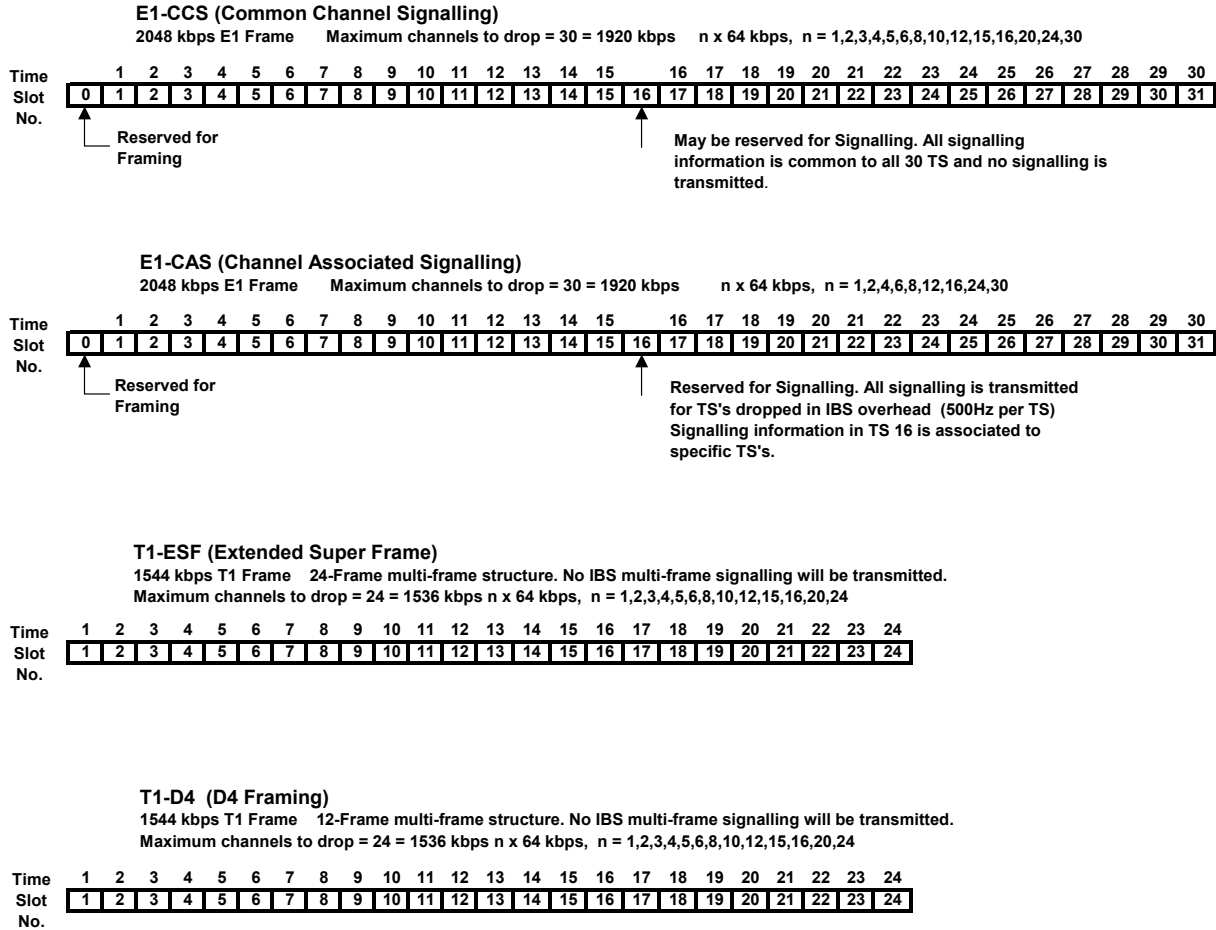 E1-CCS (Common Channel Signalling)
2048 kbps E1 Frame Maximum channels to drop = 30 = 1920 kbps n x 64 kbps, n = 1,2,3,4,5,6,8,10,12,15,16,20,24,30
1 2 3 4 5 6 7 8 9 10 11 12 13 14 15 16 17 18 19 20 21 22 23 24 25 26 27 28 29 30
Time
Slot
No.
0 1 2 3 4 5 6 7 8 9 10 11 12 13 14 15 16 17 18 19 20 21 22 23 24 25 26 27 28 29 30 31
Reserved for
Framing
May be reserved for Signalling. All signalling
information is common to all 30 TS and no signalling is
transmitted.
E1-CAS (Channel Associated Signalling)
2048 kbps E1 Frame Maximum channels to drop = 30 = 1920 kbps n x 64 kbps, n = 1,2,4,6,8,12,16,24,30
1 2 3 4 5 6 7 8 9 10 11 12 13 14 15 16 17 18 19 20 21 22 23 24 25 26 27 28 29 30
Time
Slot
No.
0 1 2 3 4 5 6 7 8 9 10 11 12 13 14 15 16 17 18 19 20 21 22 23 24 25 26 27 28 29 30 31
Reserved for
Framing
Reserved for Signalling. All signalling is transmitted
for TS's dropped in IBS overhead (500Hz per TS)
Signalling information in TS 16 is associated to
specific TS's.
T1-ESF (Extended Super Frame)
1544 kbps T1 Frame 24-Frame multi-frame structure. No IBS multi-frame signalling will be transmitted.
Maximum channels to drop = 24 = 1536 kbps n x 64 kbps, n = 1,2,3,4,5,6,8,10,12,15,16,20,24
1 2 3 4 5 6 7 8 9 10 11 12 13 14 15 16 17 18 19 20 21 22 23 24
Time
Slot
No.
1 2 3 4 5 6 7 8 9 10 11 12 13 14 15 16 17 18 19 20 21 22 23 24
T1-D4 (D4 Framing)
1544 kbps T1 Frame 12-Frame multi-frame structure. No IBS multi-frame signalling will be transmitted.
Maximum channels to drop = 24 = 1536 kbps n x 64 kbps, n = 1,2,3,4,5,6,8,10,12,15,16,20,24
1 2 3 4 5 6 7 8 9 10 11 12 13 14 15 16 17 18 19 20 21 22 23 24
Time
Slot
No.
1 2 3 4 5 6 7 8 9 10 11 12 13 14 15 16 17 18 19 20 21 22 23 24